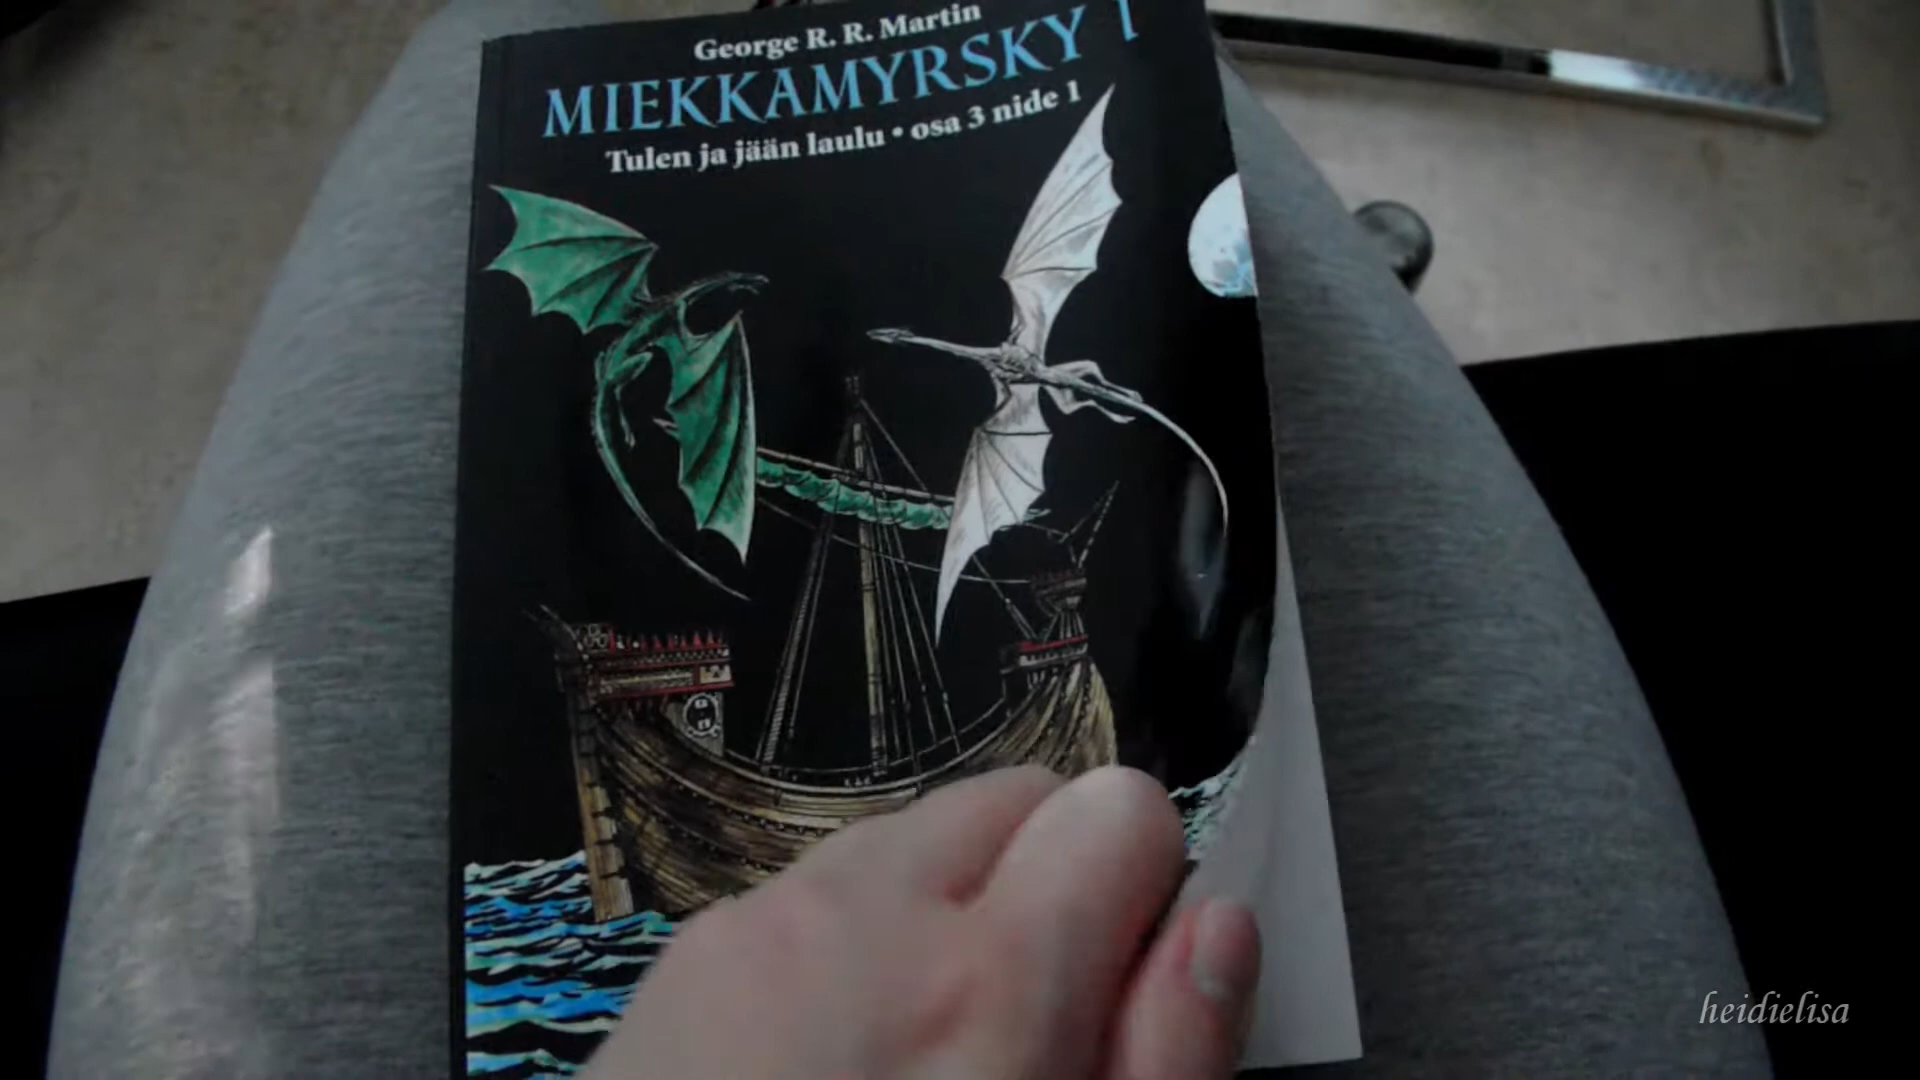 George R. R. Martin
MIEKKAMYRSKY 1
Tulen ja jään laulu • osa 3 nide 1
heidielisa